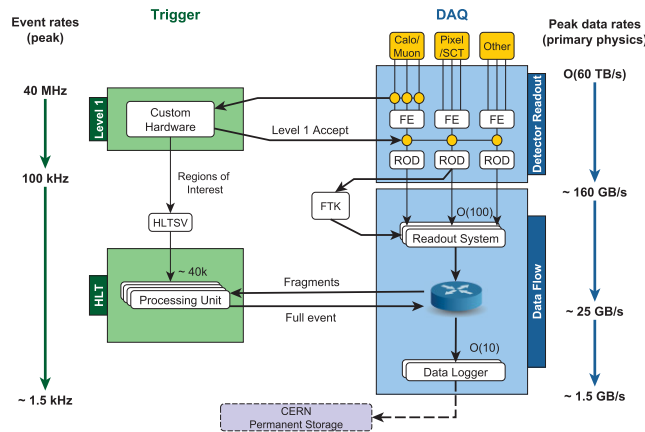 Event rates
(peak)
Trigger
DAQ
Peak data rates
(primary physics)
40 MHz
100 kHz
~ 1.5 kHz
Level 1
Custom
Hardware
Level 1 Accept
Regions of
Interest
HLTSV
HLT
~ 40k
Processing Unit
Fragments
Full event
Calo/
Muon
Pixel
/SCT
Other
FE
FE
FE
ROD
ROD
ROD
Detector Readout
FTK
O(100)
Readout System
Data Flow
O(10)
Data Logger
CERN
Permanent Storage
O(60 TB/s)
~ 160 GB/s
~ 25 GB/s
~ 1.5 GB/s